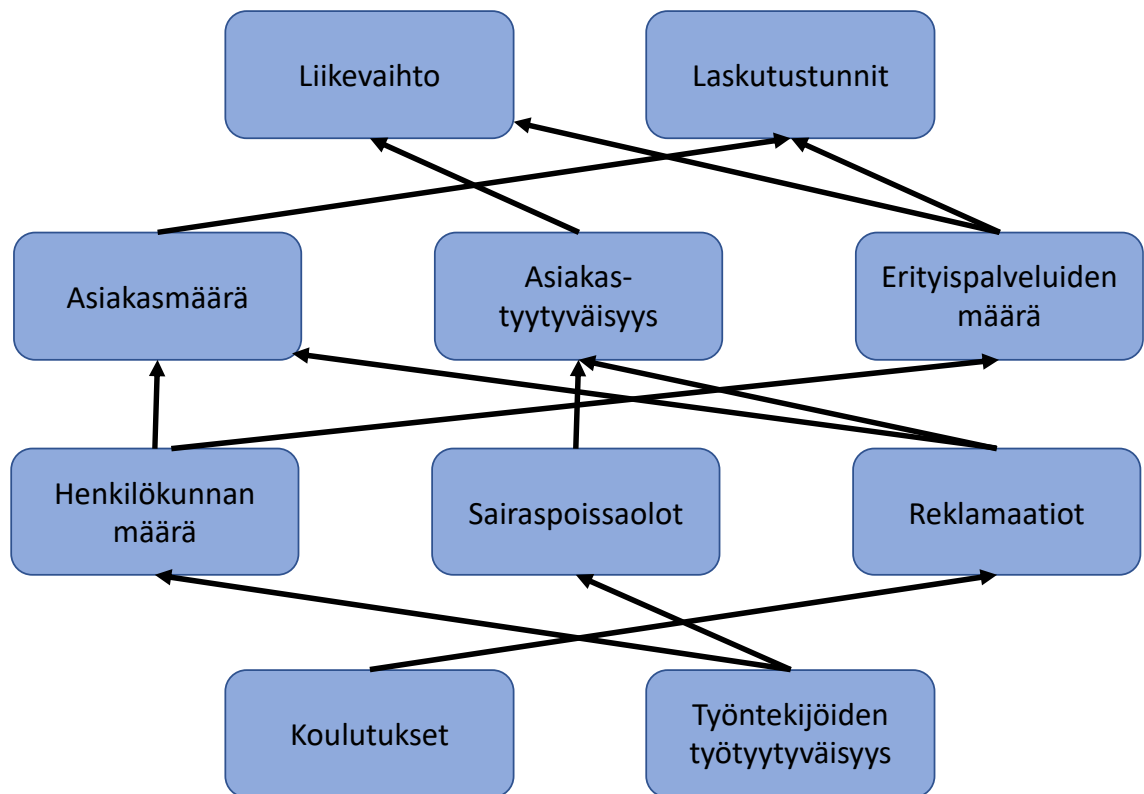 Liikevaihto
Laskutustunnit
Asiakasmäärä
Asiakas-
tyytyväisyys
Erityispalveluiden
määrä
Henkilökunnan
määrä
Sairaspoissaolot
Reklamaatiot
Koulutukset
Työntekijöiden
työtyytyväisyys